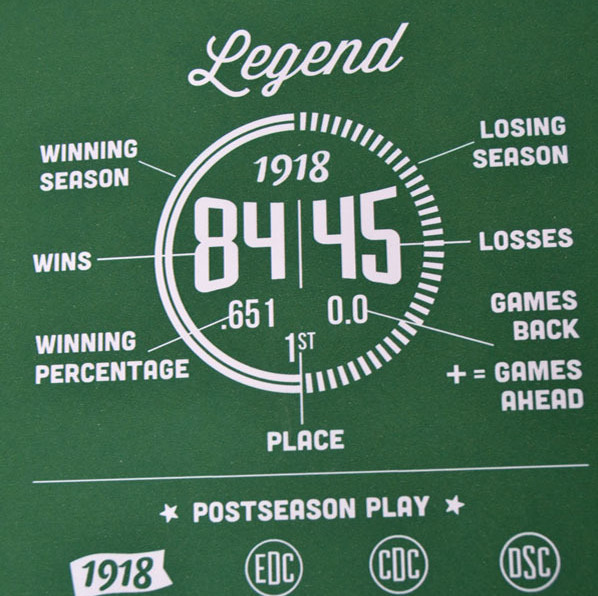 Legend
WINNING
SEASON
LOSING
SEASON
1918
WINS
84 45
LOSSES
.651 0.0
GAMES
BACK
WINNING
PERCENTAGE
1ST
+ = GAMES
AHEAD
PLACE
★ POSTSEASON PLAY ★
1918 EDC CDC DSC